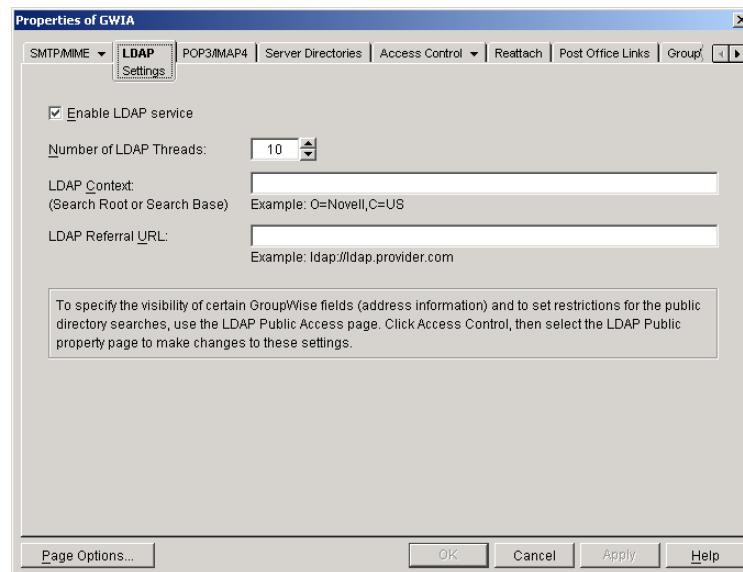 Properties of GWIA
SMTP/MIME LDAP POP3/IMAP4 Server Directories Access Control Reattach Post Office Links Group
Settings
Enable LDAP service
Number of LDAP Threads: 10
LDAP Context:
(Search Root or Search Base) Example: O=Novell,C=US
LDAP Referral URL:
Example: ldap://ldap.provider.com
To specify the visibility of certain GroupWise fields (address information) and to set restrictions for the public
directory searches, use the LDAP Public Access page. Click Access Control, then select the LDAP Public
property page to make changes to these settings.
Page Options... OK Cancel Apply Help